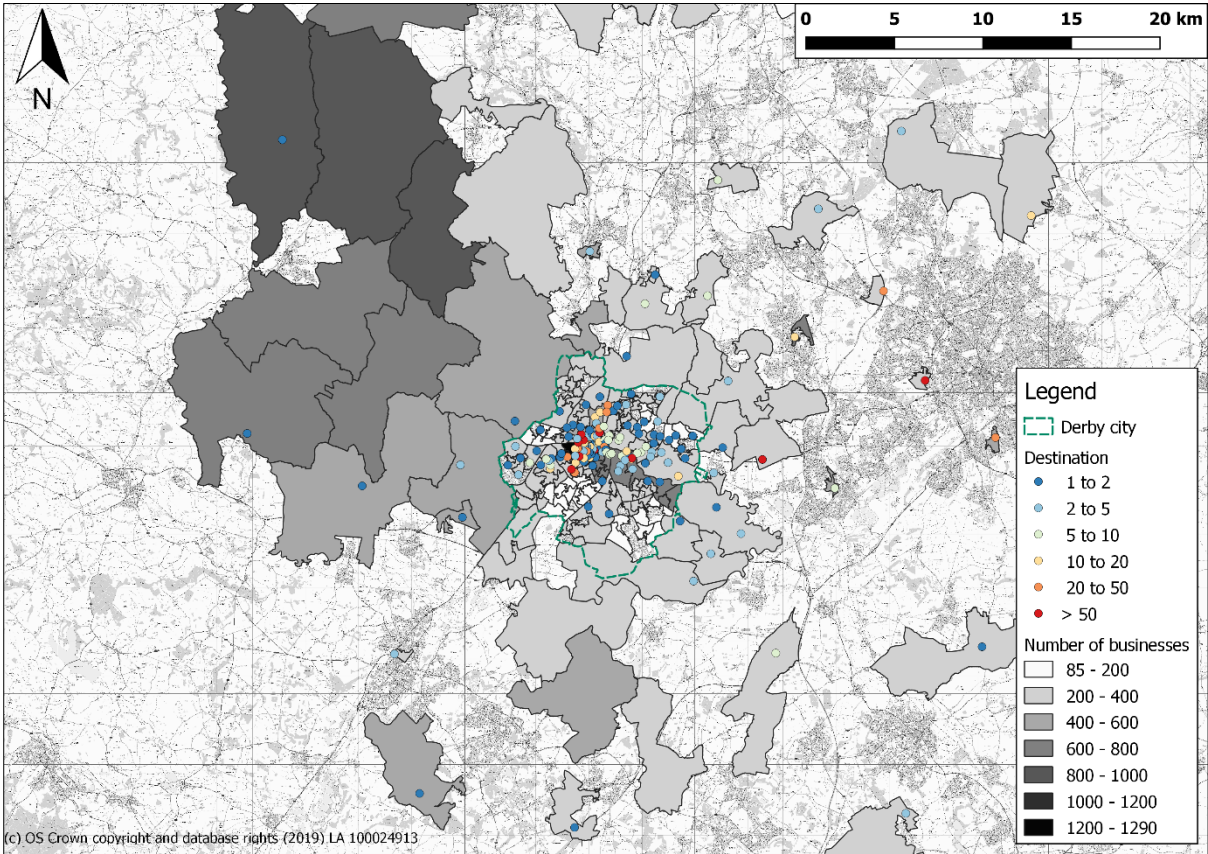 0 5 10 15 20 km
N
Legend
Derby city
Destination
1 to 2
2 to 5
5 to 10
10 to 20
20 to 50
> 50
Number of businesses
85 - 200
200 - 400
400 - 600
600 - 800
800 - 1000
1000 - 1200
1200 - 1290
(c) OS Crown copyright and database rights (2019) LA 100024913